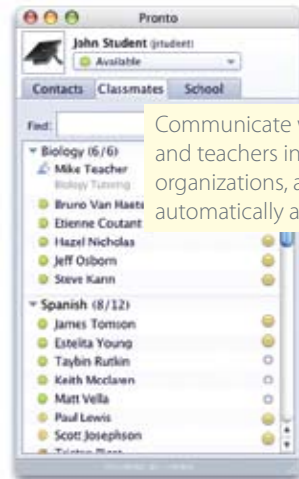 Pronto
John Student (jstudent)
Available
Contacts Classmates School
Find:
Communicate
and teachers in
organizations, a
automatically a
Biology (6/6)
Mike Teacher
Biology Tutoring
Bruno Van Haete
Etienne Coutant
Hazel Nicholas
Jeff Osborn
Steve Kann
Spanish (8/12)
James Tomson
Estelita Young
Taybin Rutkin
Keith Mcclaren
Matt Vella
Paul Lewis
Scott Josephson